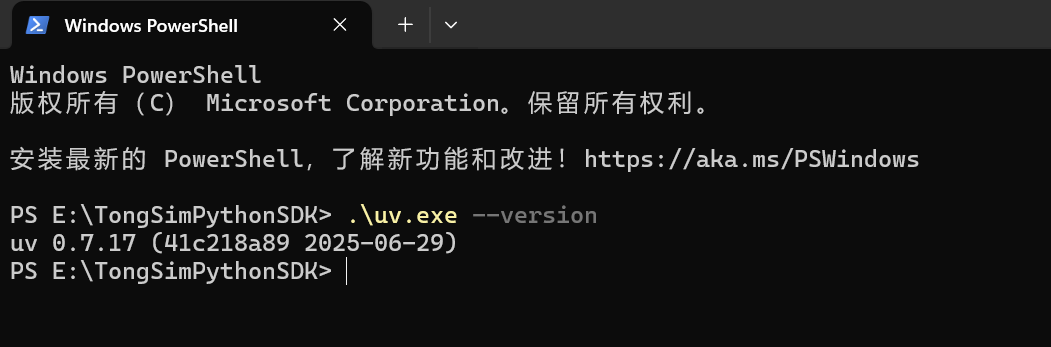 Windows PowerShell
Windows PowerShell
版权所有（C） Microsoft Corporation。保留所有权利。
安装最新的 PowerShell，了解新功能和改进！https://aka.ms/PSWindows
PS E:\TongSimPythonSDK> .\uv.exe --version
uv 0.7.17 (41c218a89 2025-06-29)
PS E:\TongSimPythonSDK>